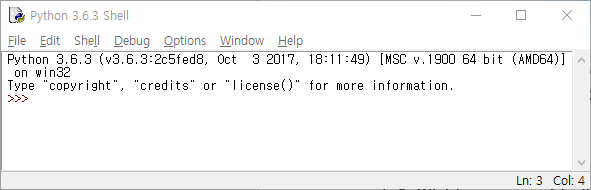 Python 3.6.3 Shell
File Edit Shell Debug Options Window Help
Python 3.6.3 (v3.6.3:2c5fed8, Oct  3 2017, 18:11:49) [MSC v.1900 64 bit (AMD64)]
 on win32
Type "copyright", "credits" or "license()" for more information.
>>>
Ln: 3 Col: 4